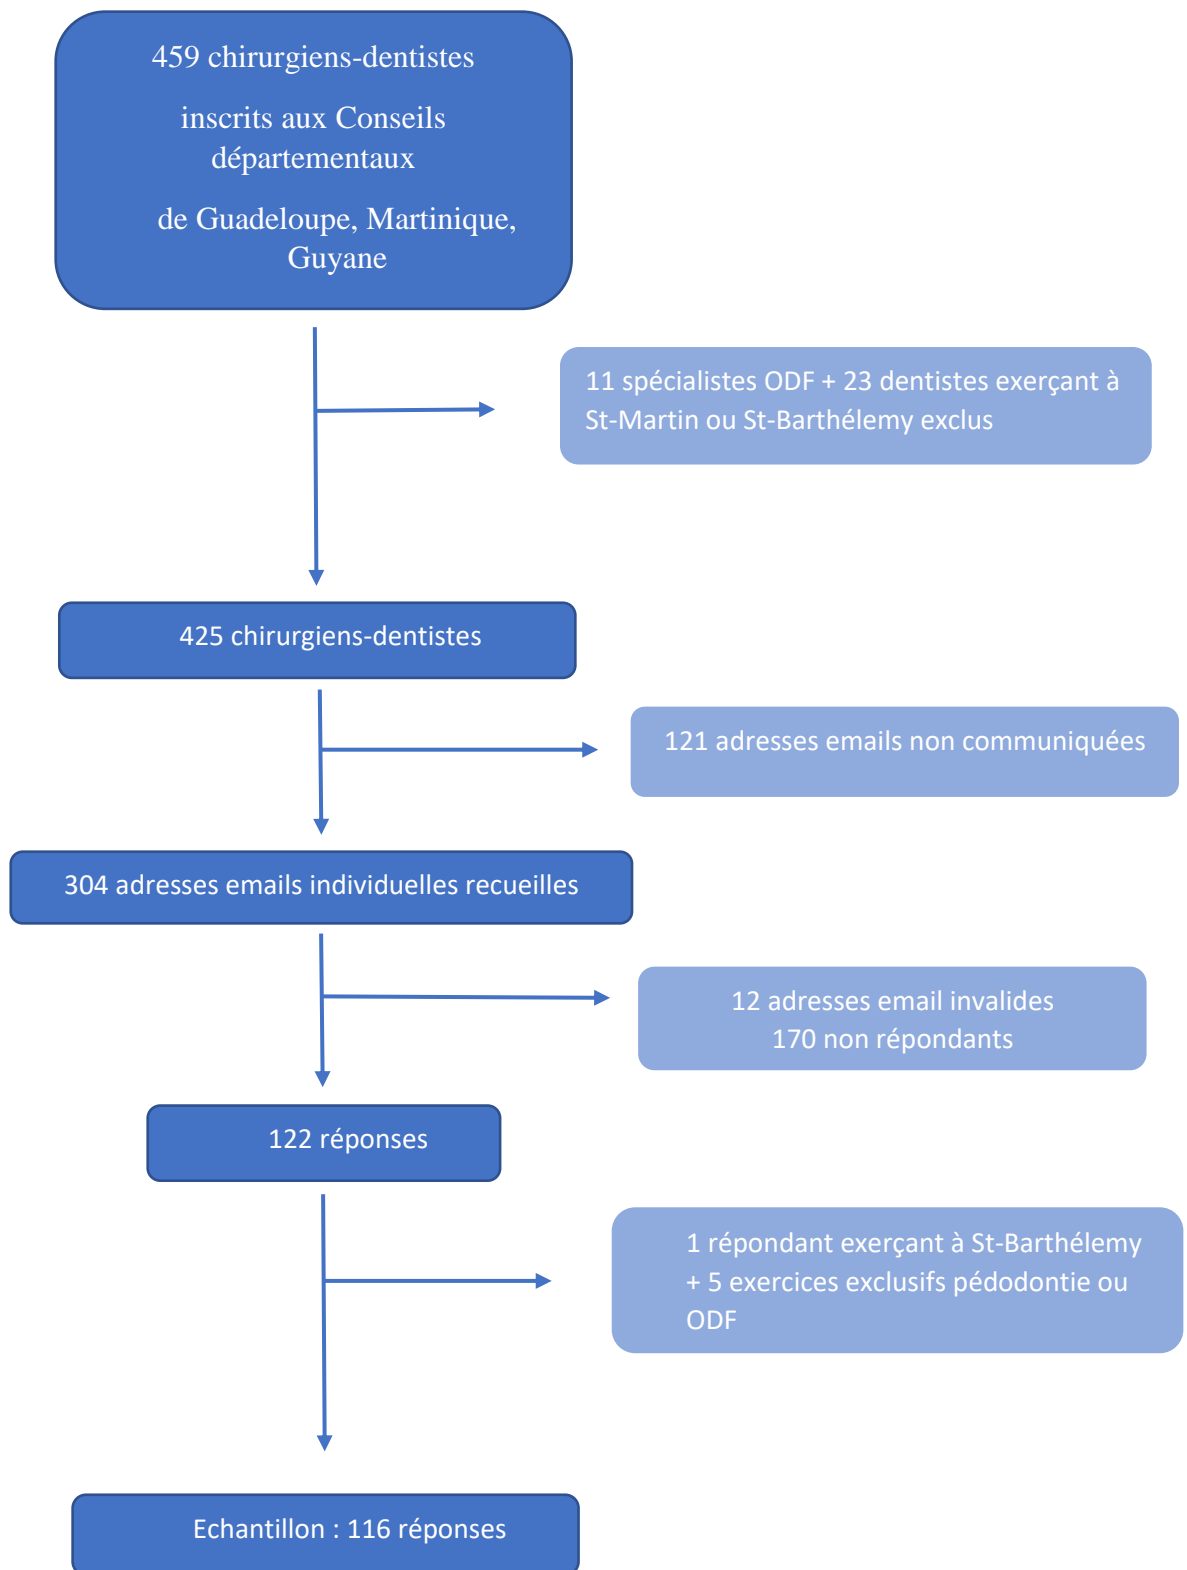 459 chirurgiens-dentistes
inscrits aux Conseils
départementaux
de Guadeloupe, Martinique,
Guyane
11 spécialistes ODF + 23 dentistes exerçant à
St-Martin ou St-Barthélemy exclus
425 chirurgiens-dentistes
121 adresses emails non communiquées
304 adresses emails individuelles recueilles
12 adresses email invalides
170 non répondants
122 réponses
1 répondant exerçant à St-Barthélemy
+ 5 exercices exclusifs pédodontie ou
ODF
Echantillon : 116 réponses